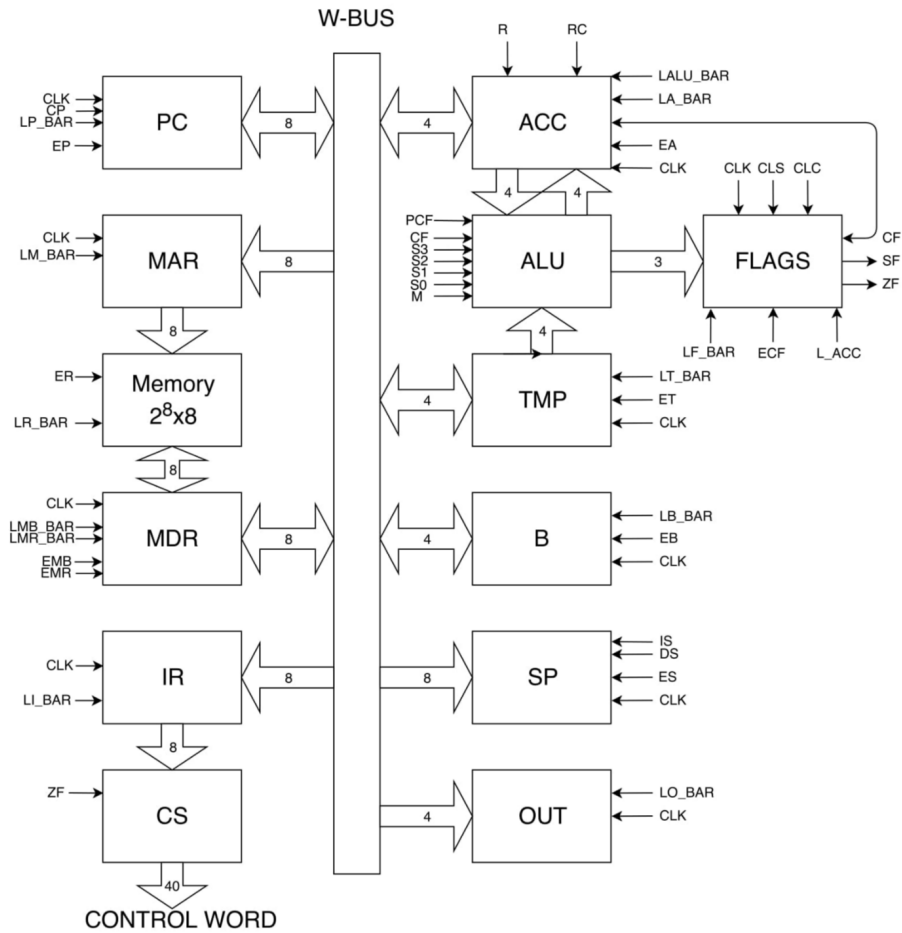 W-BUS
R
RC
CLK
CP
LP_BAR
EP
PC
8
4
ACC
LALU_BAR
LA_BAR
EA
CLK
4
4
CLK
LM_BAR
MAR
8
PCF
CF
S3
S2
S1
S0
M
ALU
3
CLK
CLS
CLC
FLAGS
CF
SF
ZF
LF_BAR
ECF
L_ACC
8
4
ER
LR_BAR
Memory
2⁸x8
4
TMP
LT_BAR
ET
CLK
8
CLK
LMB_BAR
LMR_BAR
EMB
EMR
MDR
8
4
B
LB_BAR
EB
CLK
CLK
LI_BAR
IR
8
8
SP
IS
DS
ES
CLK
8
ZF
CS
4
OUT
LO_BAR
CLK
40
CONTROL WORD